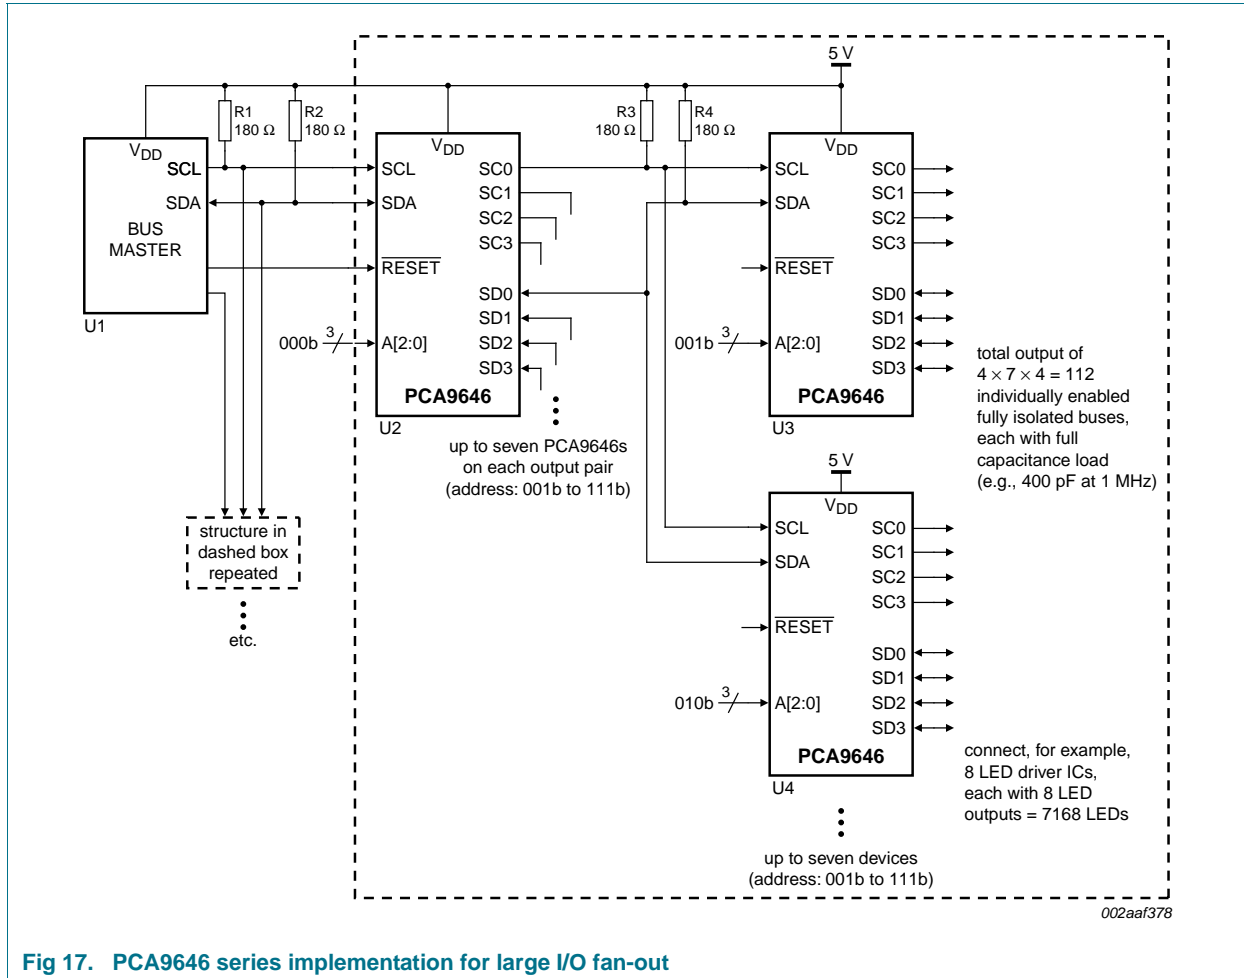 5 V
R1
180 Ω
R2
180 Ω
R3
180 Ω
R4
180 Ω
VDD
SCL
SDA
BUS
MASTER
U1
VDD
SCL
SDA
RESET
A[2:0]
000b
3
SC0
SC1
SC2
SC3
SD0
SD1
SD2
SD3
PCA9646
U2
up to seven PCA9646s
on each output pair
(address: 001b to 111b)
VDD
SCL
SDA
RESET
A[2:0]
001b
3
SC0
SC1
SC2
SC3
SD0
SD1
SD2
SD3
PCA9646
U3
total output of
4 × 7 × 4 = 112
individually enabled
fully isolated buses,
each with full
capacitance load
(e.g., 400 pF at 1 MHz)
structure in
dashed box
repeated
etc.
5 V
VDD
SCL
SDA
RESET
A[2:0]
010b
3
SC0
SC1
SC2
SC3
SD0
SD1
SD2
SD3
PCA9646
U4
connect, for example,
8 LED driver ICs,
each with 8 LED
outputs = 7168 LEDs
up to seven devices
(address: 001b to 111b)
002aaf378
Fig 17. PCA9646 series implementation for large I/O fan-out